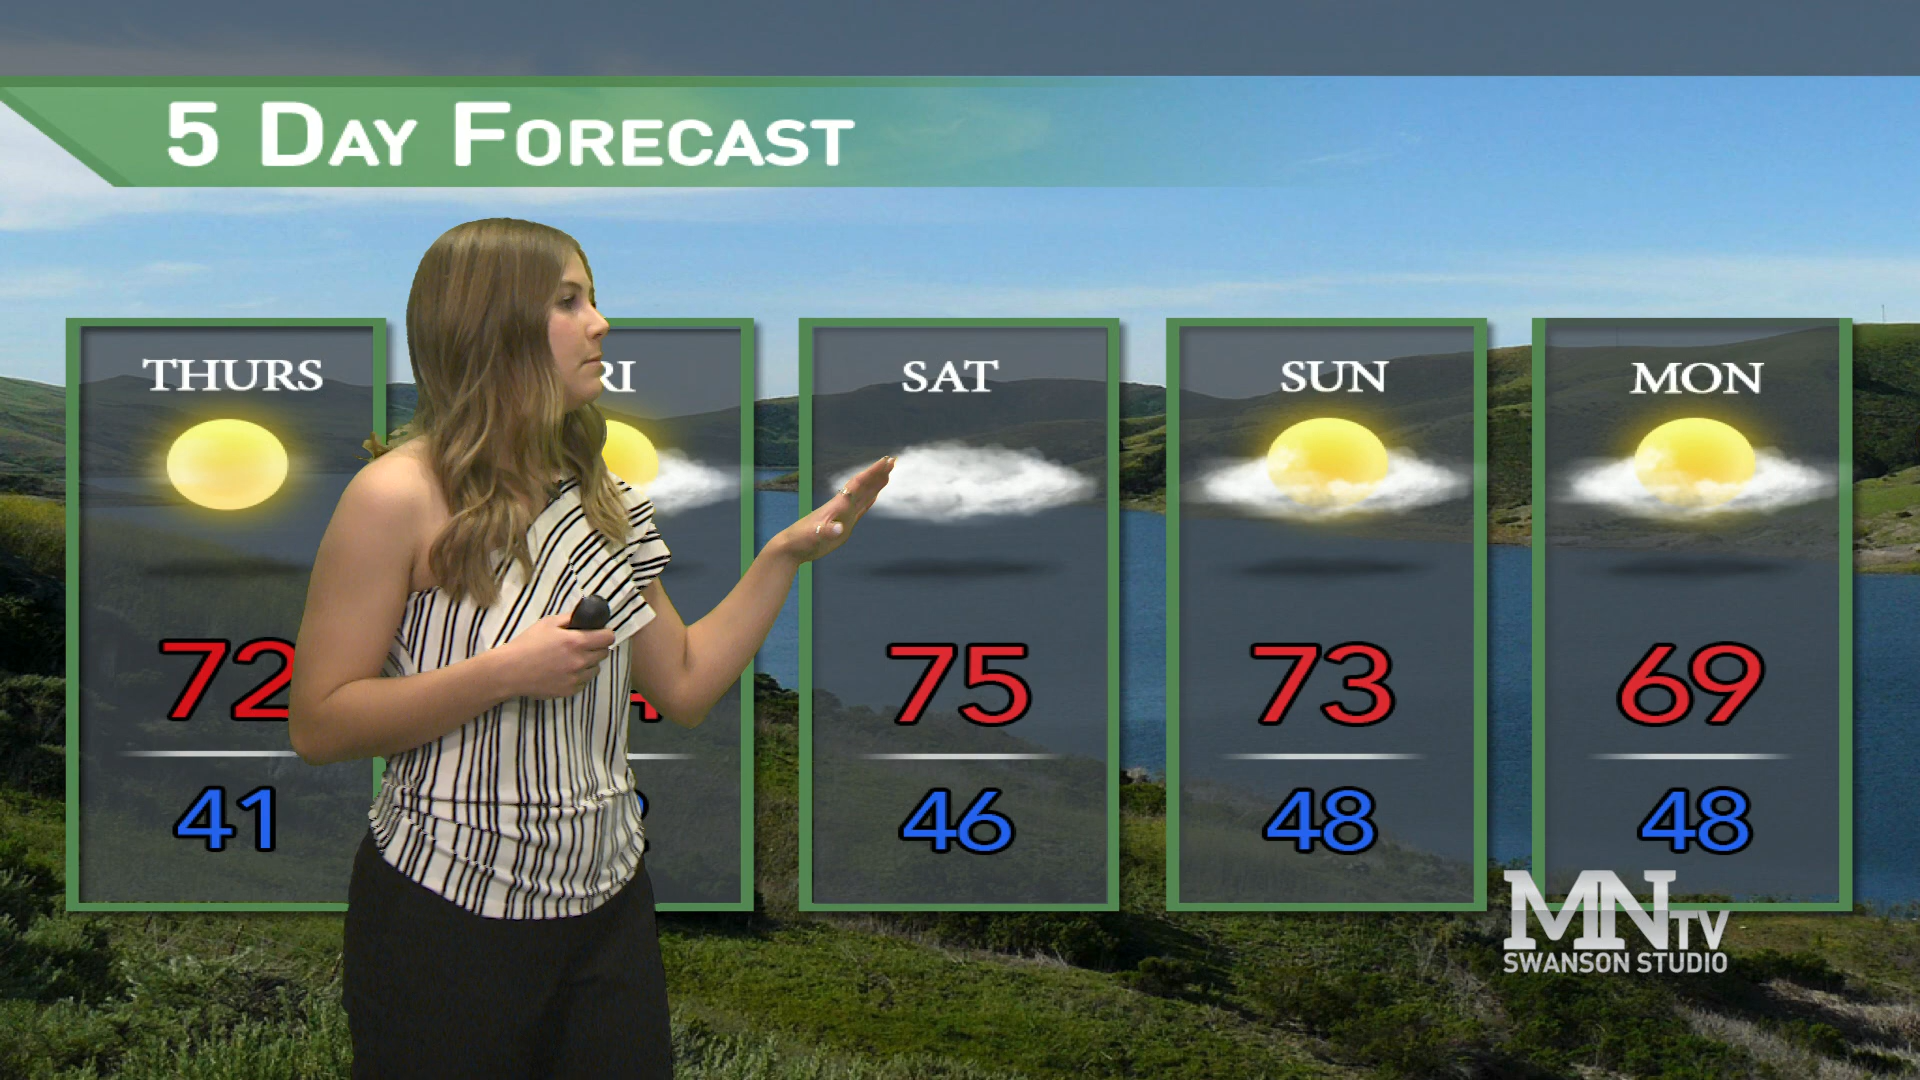 5 DAY FORECAST
THURS
SAT
SUN
MON
72
75
73
69
41
46
48
48
MNTV
SWANSON STUDIO